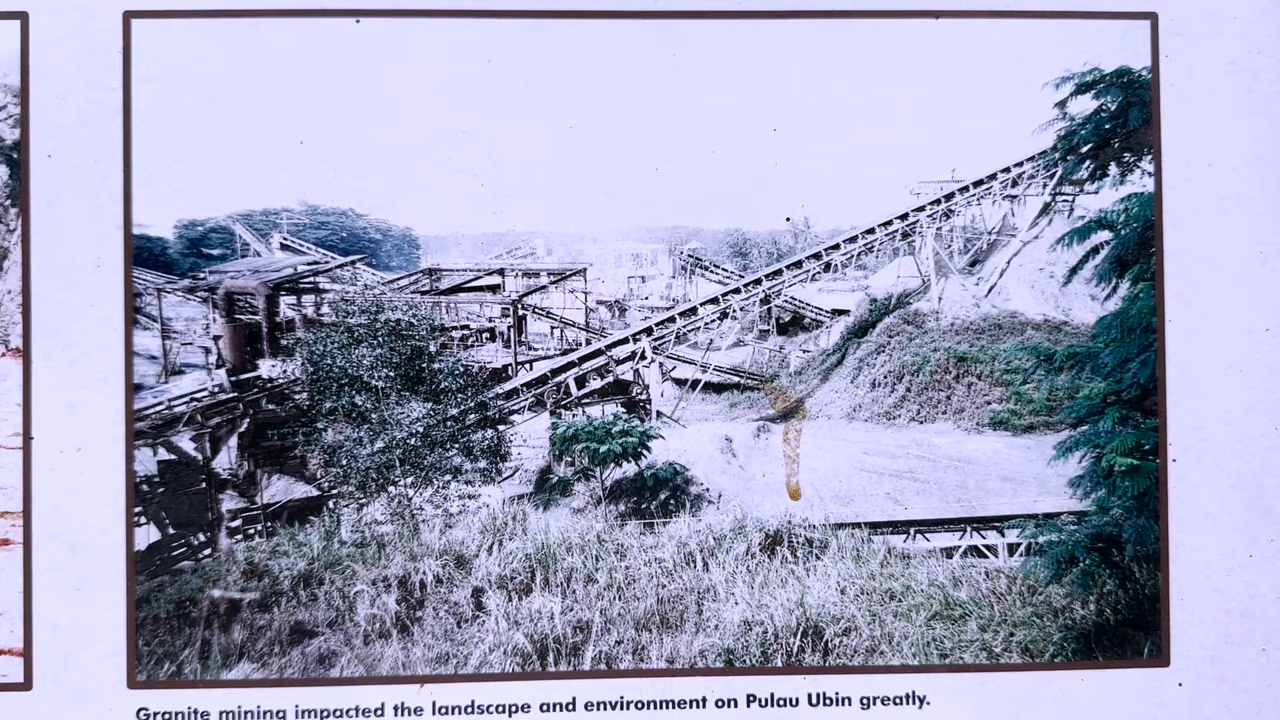 Granite mining impacted the landscape and environment on Pulau Ubin greatly.